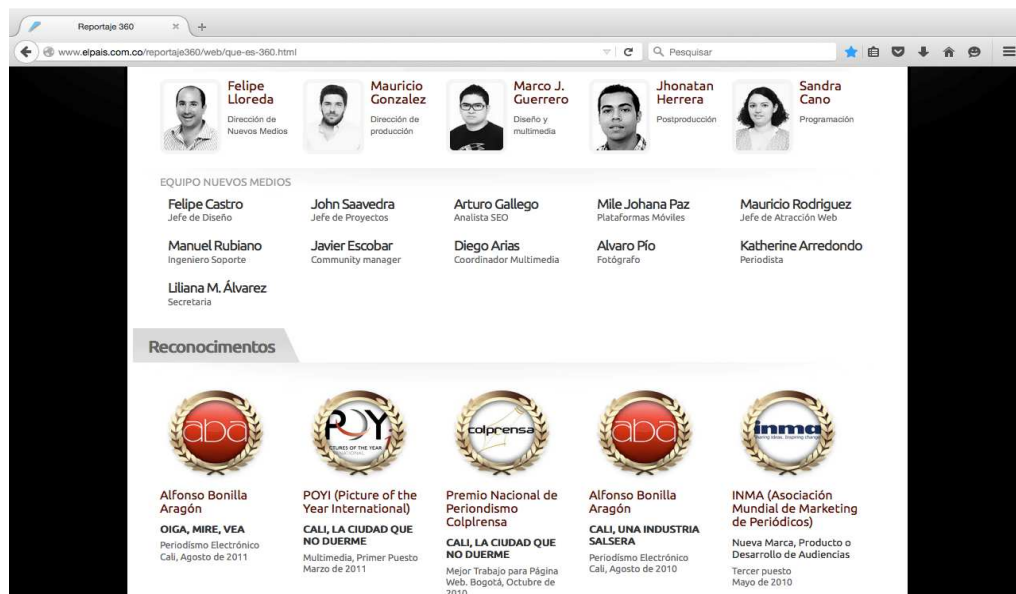 Reportaje 360
www.elpais.com.co/reportaje360/web/que-es-360.html
Pesquisar
Felipe Lloreda
Dirección de Nuevos Medios
Mauricio Gonzalez
Dirección de producción
Marco J. Guerrero
Diseño y multimedia
Jhonatan Herrera
Postproducción
Sandra Cano
Programación
EQUIPO NUEVOS MEDIOS
Felipe Castro
Jefe de Diseño
John Saavedra
Jefe de Proyectos
Arturo Gallego
Analista SEO
Mile Johana Paz
Plataformas Móviles
Mauricio Rodriguez
Jefe de Atracción Web
Manuel Rubiano
Ingeniero Soporte
Javier Escobar
Community manager
Diego Arias
Coordinador Multimedia
Alvaro Pío
Fotógrafo
Katherine Arredondo
Periodista
Liliana M. Álvarez
Secretaria
Reconocimentos
aba
POY
colprensa
aba
inma
Alfonso Bonilla
Aragón
OIGA, MIRE, VEA
Periodismo Electrónico
Cali, Agosto de 2011
POYI (Picture of the
Year International)
CALI, LA CIUDAD QUE
NO DUERME
Multimedia, Primer Puesto
Marzo de 2011
Premio Nacional de
Periondismo
Colplrensa
CALI, LA CIUDAD QUE
NO DUERME
Mejor Trabajo para Página
Web. Bogotá, Octubre de
2010
Alfonso Bonilla
Aragón
CALI, UNA INDUSTRIA
SALSERA
Periodismo Electrónico
Cali, Agosto de 2010
INMA (Asociación
Mundial de Marketing
de Periódicos)
Nueva Marca, Producto o
Desarrollo de Audiencias
Tercer puesto
Mayo de 2010